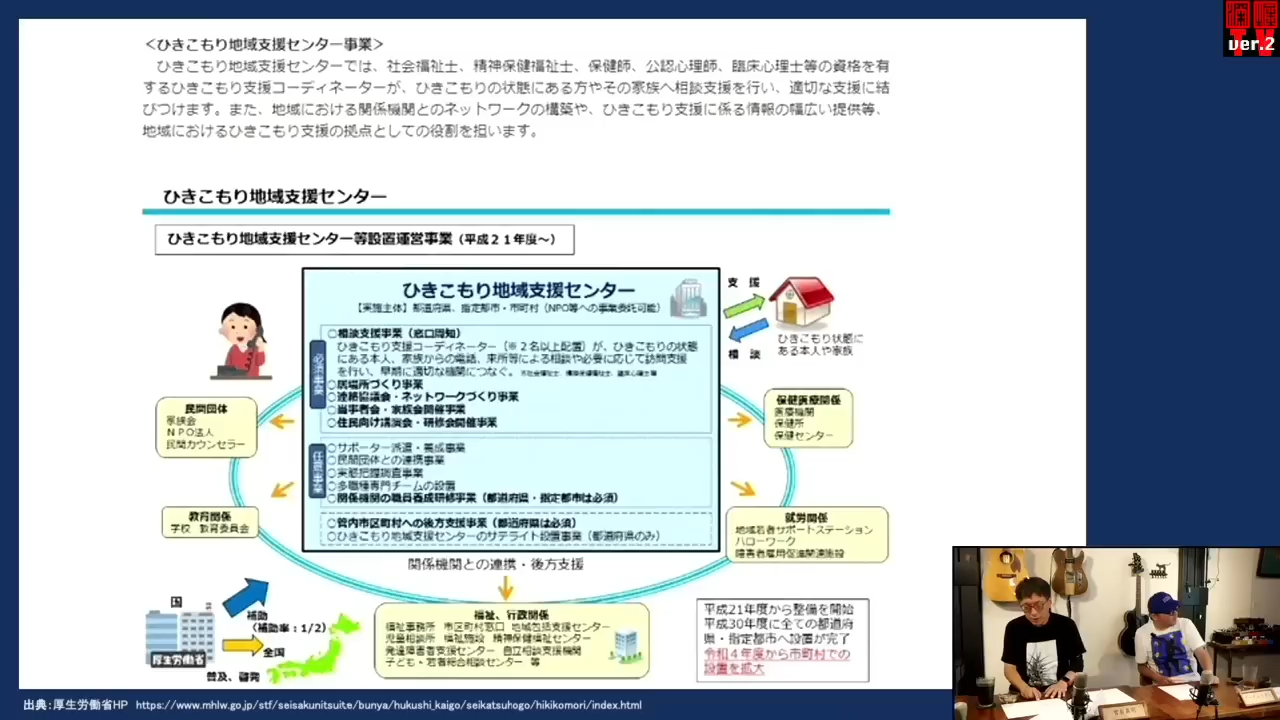 ＜ひきこもり地域支援センター事業＞
ひきこもり地域支援センターでは、社会福祉士、精神保健福祉士、保健師、公認心理師、臨床心理士等の資格を有
するひきこもり支援コーディネーターが、ひきこもりの状態にある方やその家族へ相談支援を行い、適切な支援に結
びつけます。また、地域における関係機関とのネットワークの構築や、ひきこもり支援に係る情報の幅広い提供等、
地域におけるひきこもり支援の拠点としての役割を担います。
ひきこもり地域支援センター
ひきこもり地域支援センター等設置運営事業（平成２１年度～）
ひきこもり地域支援センター
【実施主体】都道府県、指定都市・市町村（NPO等への事業委託可能）
必須事業
○相談支援事業（窓口周知）
ひきこもり支援コーディネーター（※２名以上配置）が、ひきこもりの状態
にある本人、家族からの電話、来所等による相談や必要に応じて訪問支援
を行い、早期に適切な機関につなぐ。
※社会福祉士、精神保健福祉士、臨床心理士等
○居場所づくり事業
○連絡協議会・ネットワークづくり事業
○当事者会・家族会開催事業
○住民向け講演会・研修会開催事業
任意事業
○サポーター派遣・養成事業
○民間団体との連携事業
○実態把握調査事業
○多職種専門チームの設置
○関係機関の職員養成研修事業（都道府県・指定都市は必須）
○管内市区町村への後方支援事業（都道府県は必須）
○ひきこもり地域支援センターのサテライト設置事業（都道府県のみ）
関係機関との連携・後方支援
支 援
相 談
ひきこもり状態に
ある本人や家族
民間団体
家族会
ＮＰＯ法人
民間カウンセラー
保健医療関係
医療機関
保健所
保健センター
教育関係
学校 教育委員会
就労関係
地域若者サポートステーション
ハローワーク
障害者雇用促進関連施設
福祉、行政関係
福祉事務所 市区町村窓口 地域包括支援センター
児童相談所 福祉施設 精神保健福祉センター
発達障害者支援センター 自立相談支援機関
子ども・若者総合相談センター 等
国
厚生労働省
補助
（補助率：1/2）
全国
普及、啓発
平成21年度から整備を開始
平成30年度に全ての都道府
県・指定都市へ設置が完了
令和４年度から市町村での
設置を拡大
出典：厚生労働省HP https://www.mhlw.go.jp/stf/seisakunitsuite/bunya/hukushi_kaigo/seikatsuhogo/hikikomori/index.html
TV
ver.2